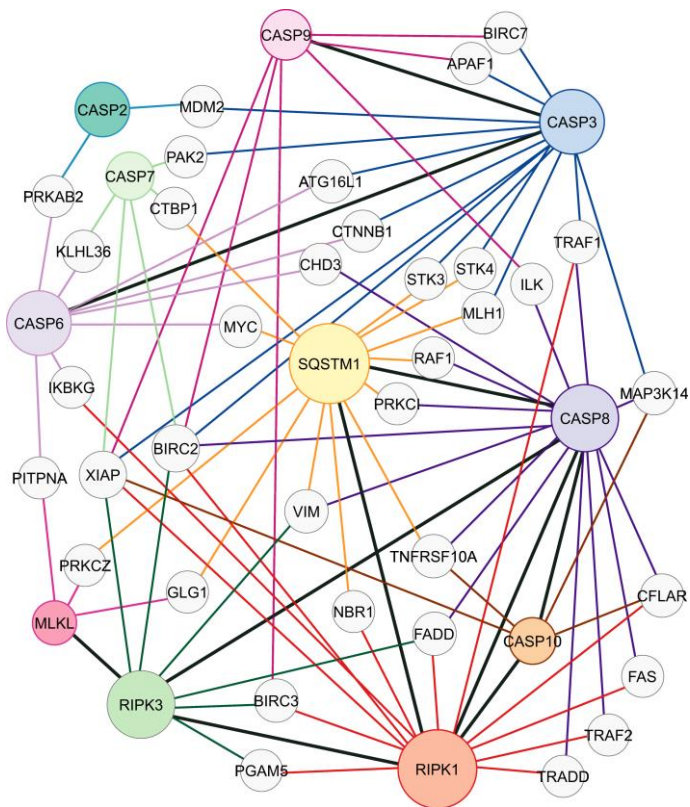 CASP9
BIRC7
APAF1
CASP2
MDM2
CASP3
PAK2
CASP7
ATG16L1
PRKAB2
CTBP1
CTNNB1
TRAF1
KLHL36
CHD3
STK3
STK4
ILK
CASP6
MYC
MLH1
SQSTM1
RAF1
IKBKG
MAP3K14
PRKCI
CASP8
BIRC2
XIAP
PITPNA
VIM
TNFRSF10A
PRKCZ
GLG1
CFLAR
NBR1
MLKL
FADD
CASP10
FAS
RIPK3
BIRC3
TRAF2
RIPK1
PGAM5
TRADD